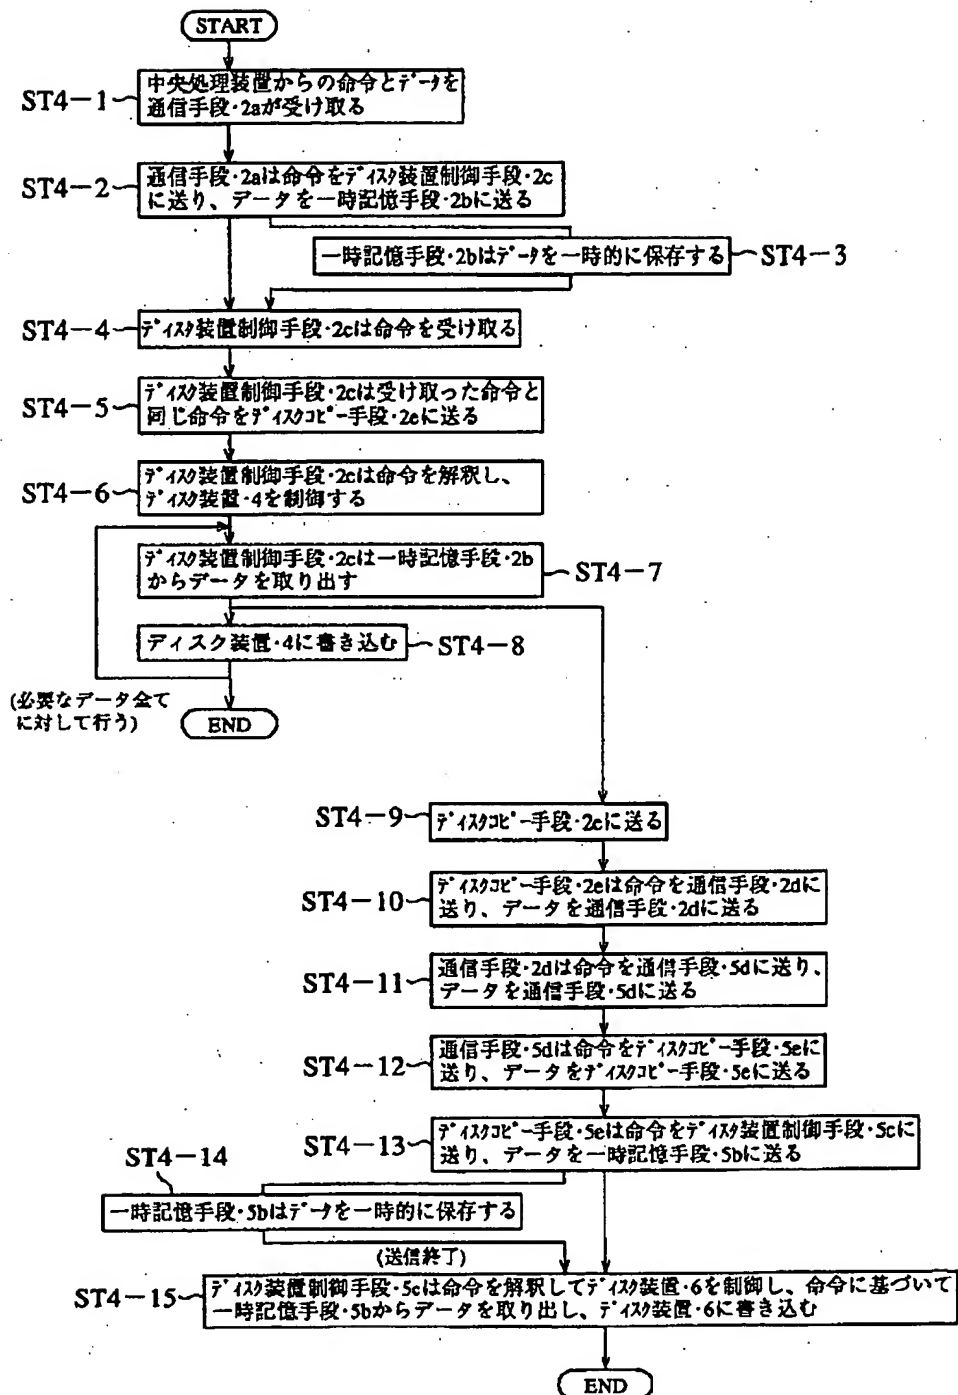 START
ST4-1
中央処理装置からの命令とデータを
通信手段・2aが受け取る
ST4-2
通信手段・2aは命令をディスク装置制御手段・2c
に送り、データを一時記憶手段・2bに送る
一時記憶手段・2bはデータを一時的に保存する
ST4-3
ST4-4
ディスク装置制御手段・2cは命令を受け取る
ST4-5
ディスク装置制御手段・2cは受け取った命令と
同じ命令をディスクコピー手段・2eに送る
ST4-6
ディスク装置制御手段・2cは命令を解釈し、
ディスク装置・4を制御する
ディスク装置制御手段・2cは一時記憶手段・2b
からデータを取り出す
ST4-7
ディスク装置・4に書き込む
ST4-8
(必要なデータ全て
に対して行う)
END
ST4-9
ディスクコピー手段・2eに送る
ST4-10
ディスクコピー手段・2eは命令を通信手段・2dに
送り、データを通信手段・2dに送る
ST4-11
通信手段・2dは命令を通信手段・5dに送り、
データを通信手段・5dに送る
ST4-12
通信手段・5dは命令をディスクコピー手段・5eに
送り、データをディスクコピー手段・5eに送る
ST4-13
ディスクコピー手段・5eは命令をディスク装置制御手段・5cに
送り、データを一時記憶手段・5bに送る
ST4-14
一時記憶手段・5bはデータを一時的に保存する
(送信終了)
ST4-15
ディスク装置制御手段・5cは命令を解釈してディスク装置・6を制御し、命令に基づいて
一時記憶手段・5bからデータを取り出し、ディスク装置・6に書き込む
END